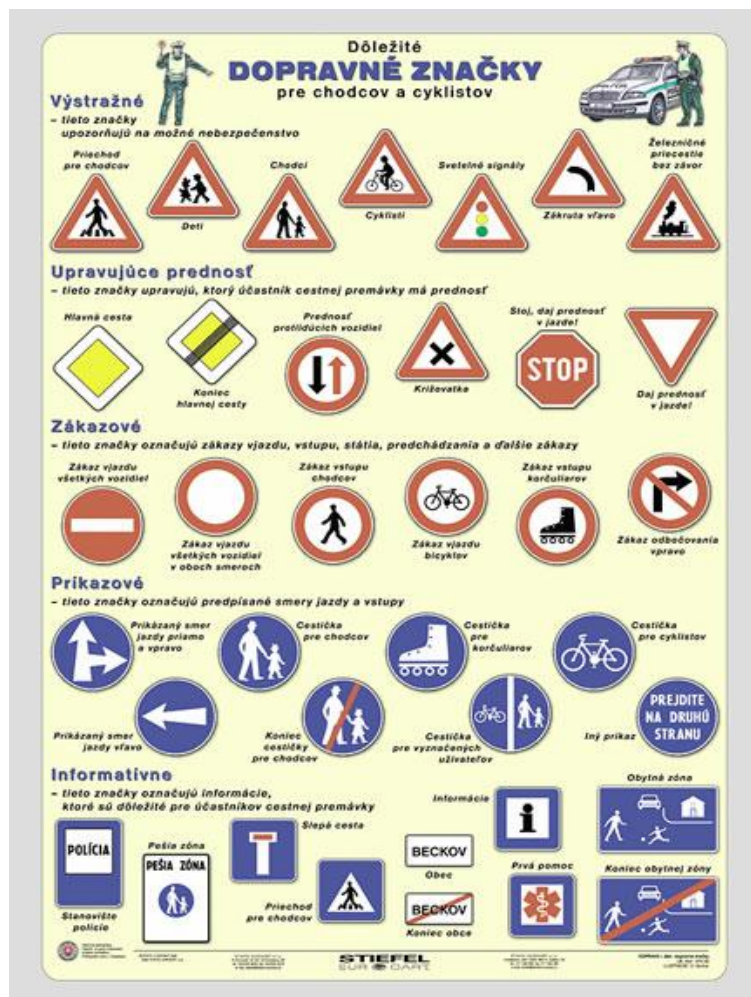 Dôležité
DOPRAVNÉ ZNAČKY
pre chodcov a cyklistov
Výstražné
– tieto značky
upozorňujú na možné nebezpečenstvo
Priechod
pre chodcov
Deti
Chodci
Cyklisti
Svetelné signály
Zákruta vľavo
Železničné
priecestie
bez závor
Upravujúce prednosť
– tieto značky upravujú, ktorý účastník cestnej premávky má prednosť
Hlavná cesta
Koniec
hlavnej cesty
Prednosť
protiidúcich vozidiel
Križovatka
Stoj, daj prednosť
v jazde!
STOP
Daj prednosť
v jazde!
Zákazové
– tieto značky označujú zákazy vjazdu, vstupu, státia, predchádzania a ďalšie zákazy
Zákaz vjazdu
všetkých vozidiel
Zákaz vjazdu
všetkých vozidiel
v oboch smeroch
Zákaz vstupu
chodcov
Zákaz vjazdu
bicyklov
Zákaz vstupu
korčuliarov
Zákaz odbočovania
vpravo
Príkazové
– tieto značky označujú predpísané smery jazdy a vstupy
Prikázaný smer
jazdy priamo
a vpravo
Cestička
pre chodcov
Cestička
pre
korčuliarov
Cestička
pre cyklistov
Prikázaný smer
jazdy vľavo
Koniec
cestičky
pre chodcov
Cestička
pre vyznačených
užívateľov
Iný príkaz
PREJDITE
NA DRUHÚ
STRANU
Informatívne
– tieto značky označujú informácie,
ktoré sú dôležité pre účastníkov cestnej premávky
POLÍCIA
Stanovište
polície
Pešia zóna
PEŠIA ZÓNA
Slepá cesta
Priechod
pre chodcov
BECKOV
Obec
BECKOV
Koniec obce
Informácie
i
Prvá pomoc
Obytná zóna
Koniec obytnej zóny
STIEFEL
EUROCART